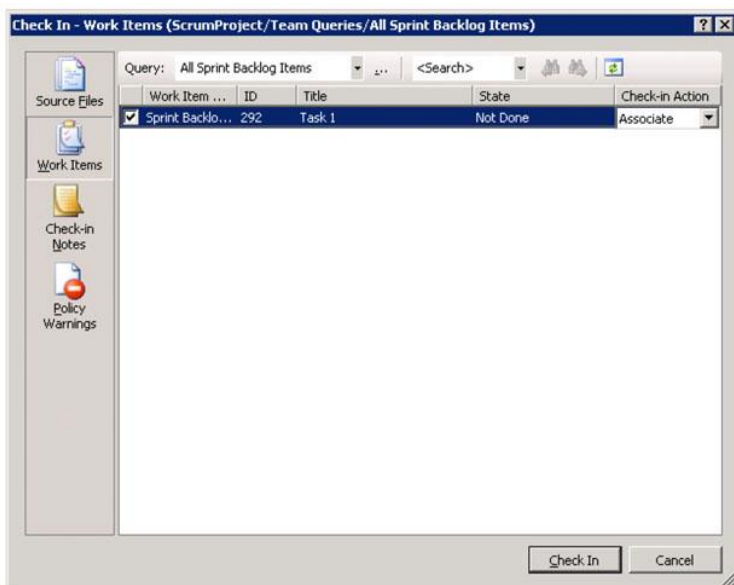 Check In - Work Items (ScrumProject/Team Queries/All Sprint Backlog Items)
Source Files
Work Items
Check-in Notes
Policy Warnings
Query: All Sprint Backlog Items ... <Search>
Work Item ... ID Title State Check-in Action
Sprint Backlo... 292 Task 1 Not Done Associate
Check In Cancel